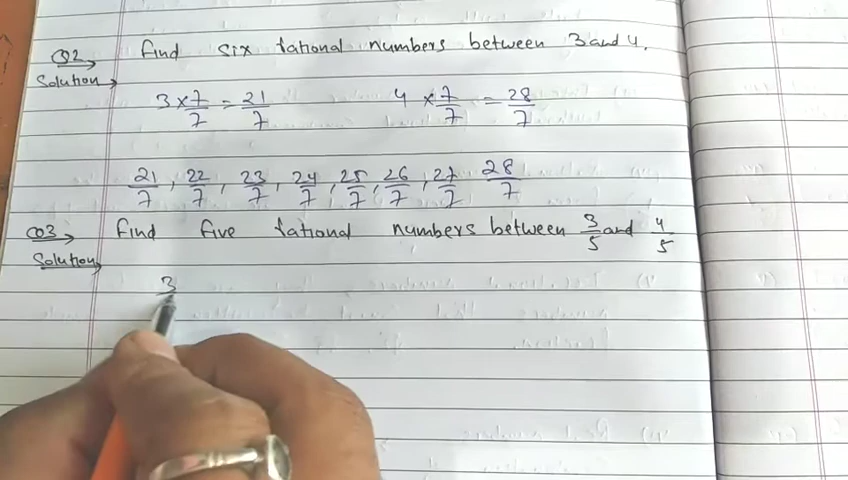 Q2→ Find six rational numbers between 3 and 4.
Solution→
3 × 7/7 = 21/7 4 × 7/7 = 28/7
21/7, 22/7, 23/7, 24/7, 25/7, 26/7, 27/7 28/7
Q3→ Find five rational numbers between 3/5 and 4/5
Solution→
3